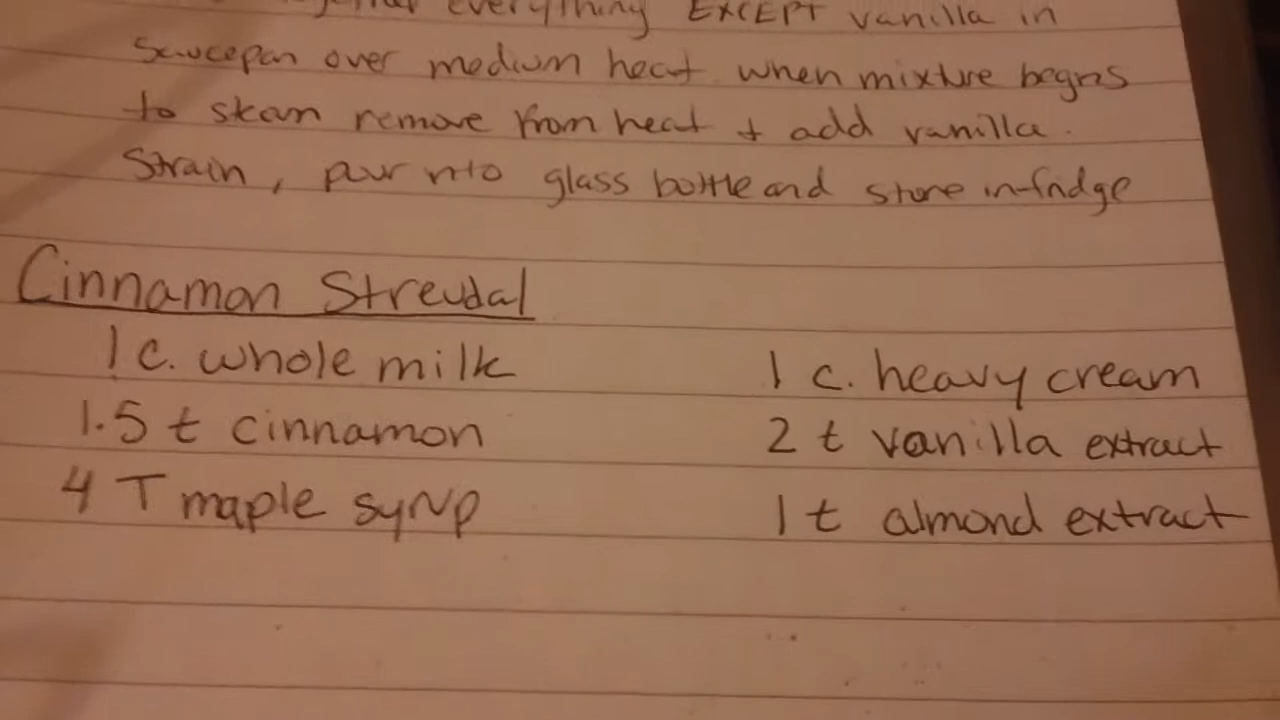 everything EXCEPT vanilla in
Saucepan over medium heat when mixture begins
to steam remove from heat + add vanilla.
Strain, pour into glass bottle and store in fridge
Cinnamon Streudal
1 c. whole milk 1 c. heavy cream
1.5 t cinnamon 2 t vanilla extract
4 T maple syrup 1 t almond extract